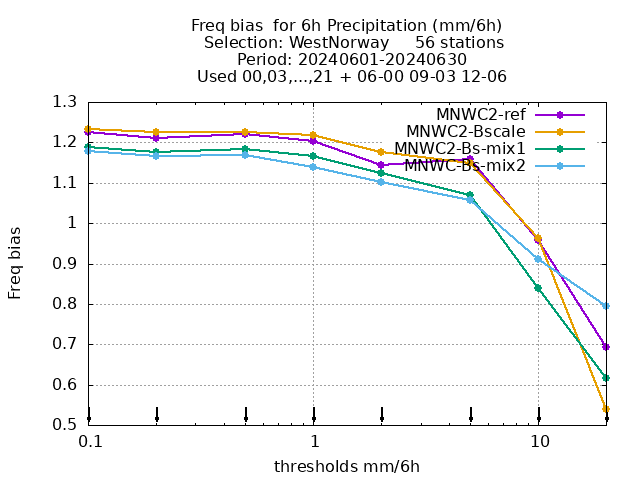 Freq bias  for 6h Precipitation (mm/6h)
Selection: WestNorway     56 stations
Period: 20240601-20240630
Used 00,03,...,21 + 06-00 09-03 12-06
MNWC2-ref
MNWC2-Bscale
MNWC2-Bs-mix1
MNWC-Bs-mix2
Freq bias
1.3
1.2
1.1
1
0.9
0.8
0.7
0.6
0.5
0.1 1 10
thresholds mm/6h